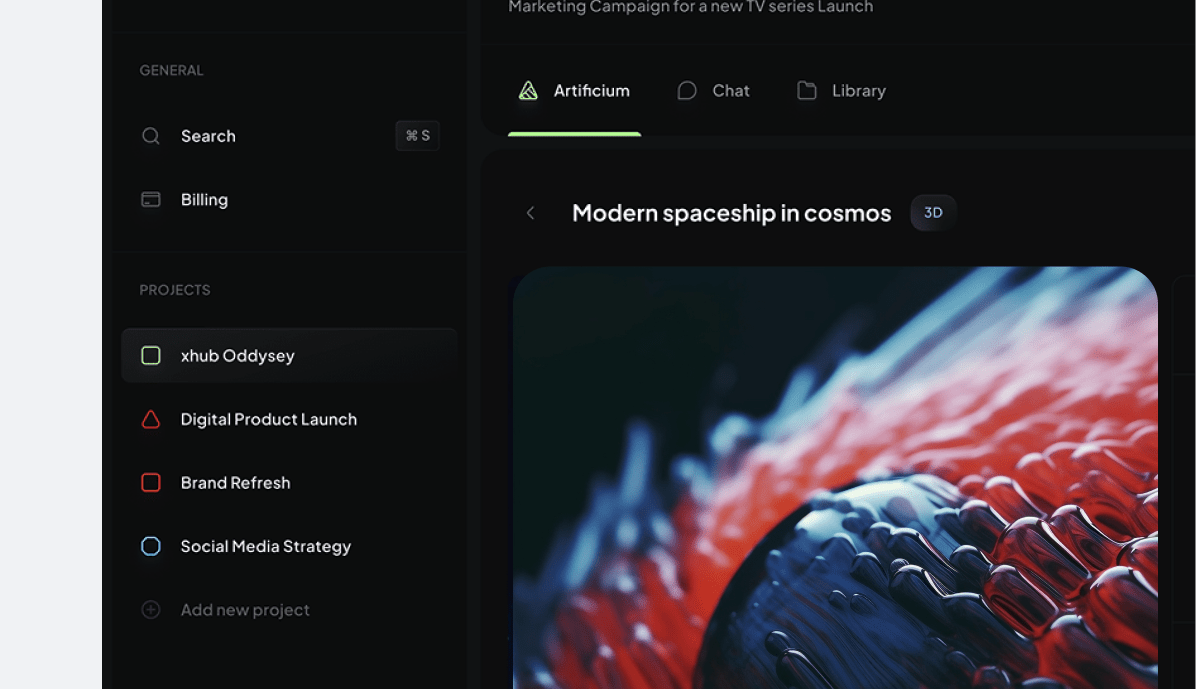 Marketing Campaign for a new TV series Launch
GENERAL
Search
⌘ S
Billing
PROJECTS
xhub Oddysey
Digital Product Launch
Brand Refresh
Social Media Strategy
Add new project
Artificium
Chat
Library
Modern spaceship in cosmos
3D